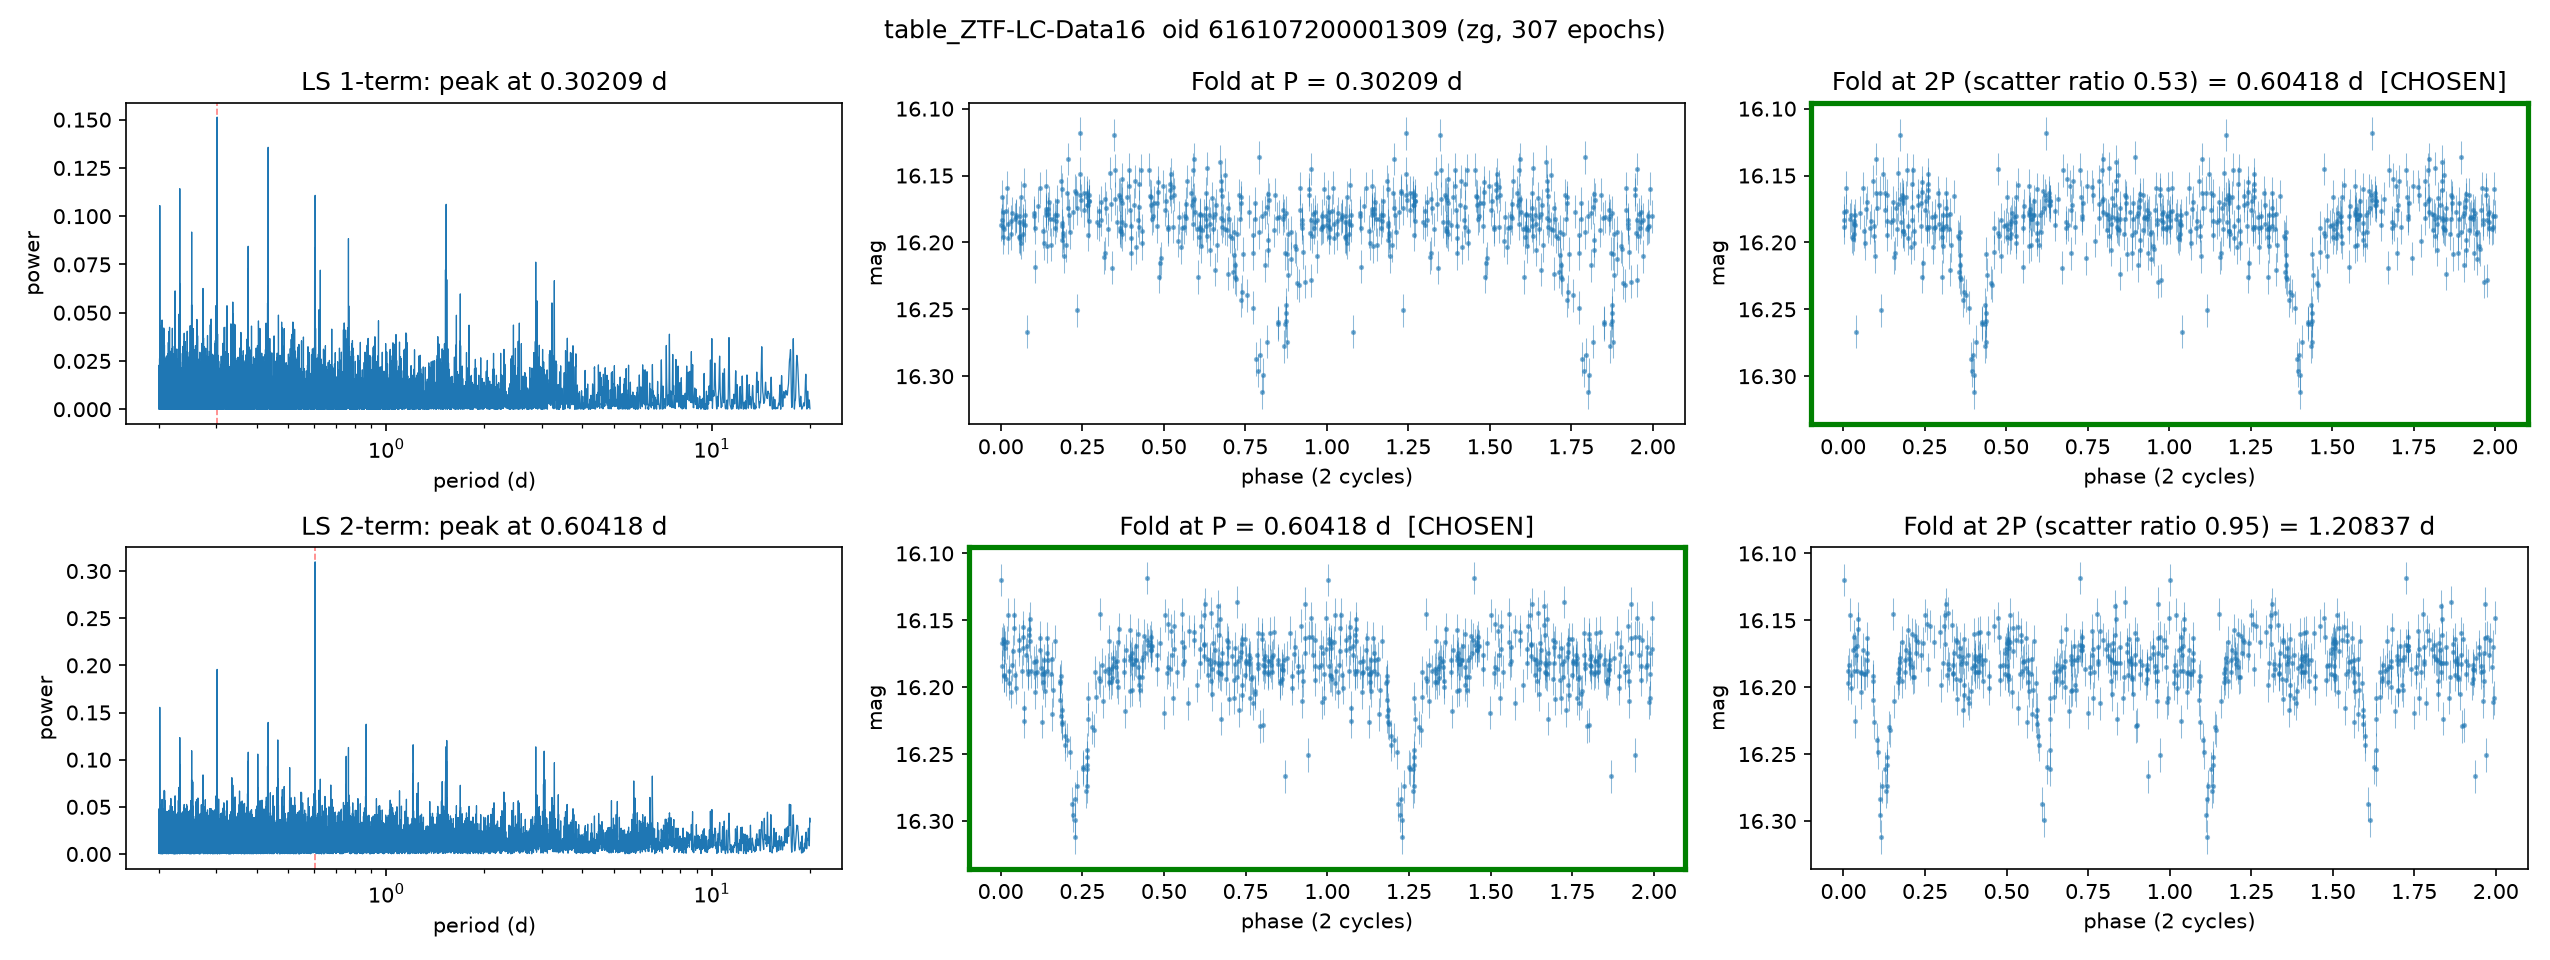 table_ZTF-LC-Data16  oid 616107200001309 (zg, 307 epochs)
LS 1-term: peak at 0.30209 d
0.150
0.125
0.100
0.075
0.050
0.025
0.000
power
10⁰
10¹
period (d)
Fold at P = 0.30209 d
16.10
16.15
16.20
16.25
16.30
mag
0.00 0.25 0.50 0.75 1.00 1.25 1.50 1.75 2.00
phase (2 cycles)
Fold at 2P (scatter ratio 0.53) = 0.60418 d  [CHOSEN]
16.10
16.15
16.20
16.25
16.30
mag
0.00 0.25 0.50 0.75 1.00 1.25 1.50 1.75 2.00
phase (2 cycles)
LS 2-term: peak at 0.60418 d
0.30
0.25
0.20
0.15
0.10
0.05
0.00
power
10⁰
10¹
period (d)
Fold at P = 0.60418 d  [CHOSEN]
16.10
16.15
16.20
16.25
16.30
mag
0.00 0.25 0.50 0.75 1.00 1.25 1.50 1.75 2.00
phase (2 cycles)
Fold at 2P (scatter ratio 0.95) = 1.20837 d
16.10
16.15
16.20
16.25
16.30
mag
0.00 0.25 0.50 0.75 1.00 1.25 1.50 1.75 2.00
phase (2 cycles)